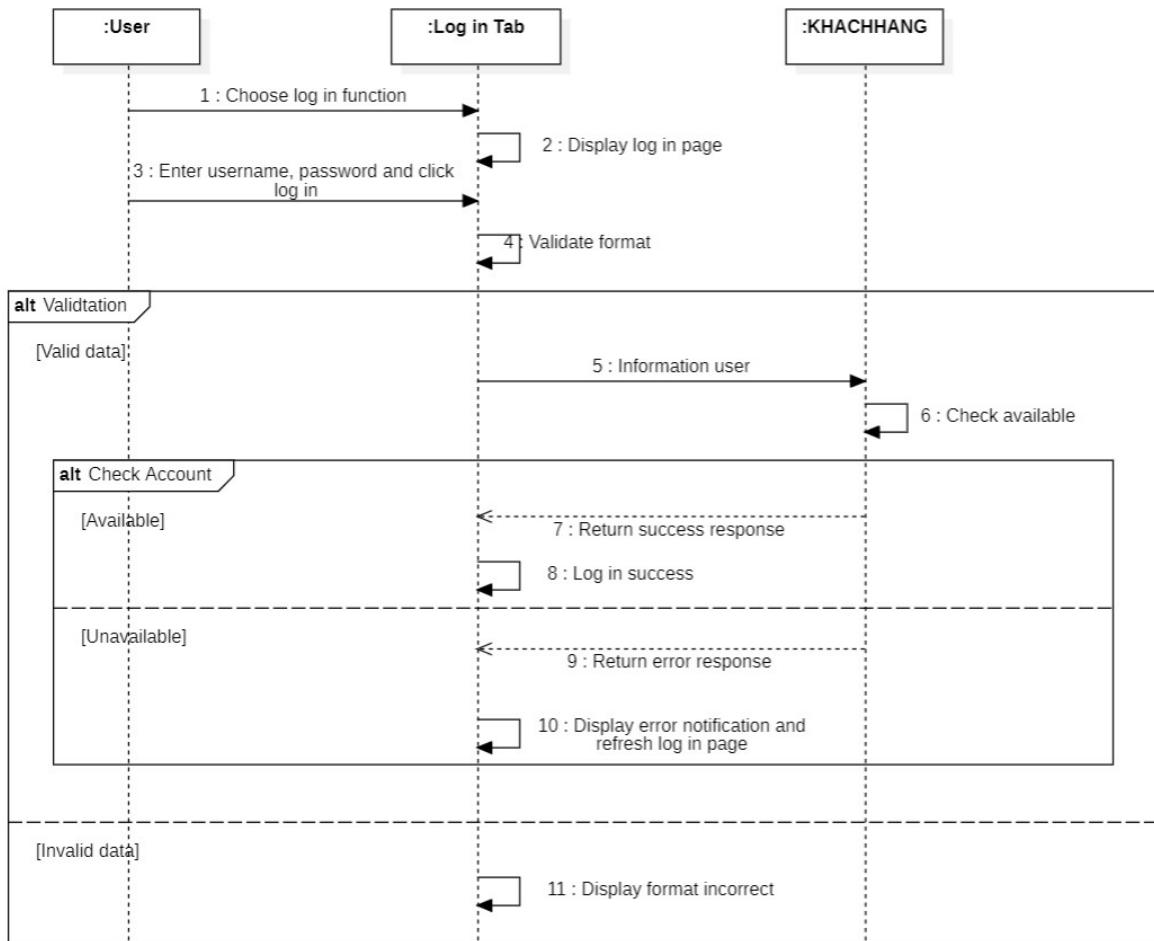 :User
:Log in Tab
:KHACHHANG
1 : Choose log in function
2 : Display log in page
3 : Enter username, password and click
log in
4 : Validate format
alt Validtation
[Valid data]
5 : Information user
6 : Check available
alt Check Account
[Available]
7 : Return success response
8 : Log in success
[Unavailable]
9 : Return error response
10 : Display error notification and
refresh log in page
[Invalid data]
11 : Display format incorrect